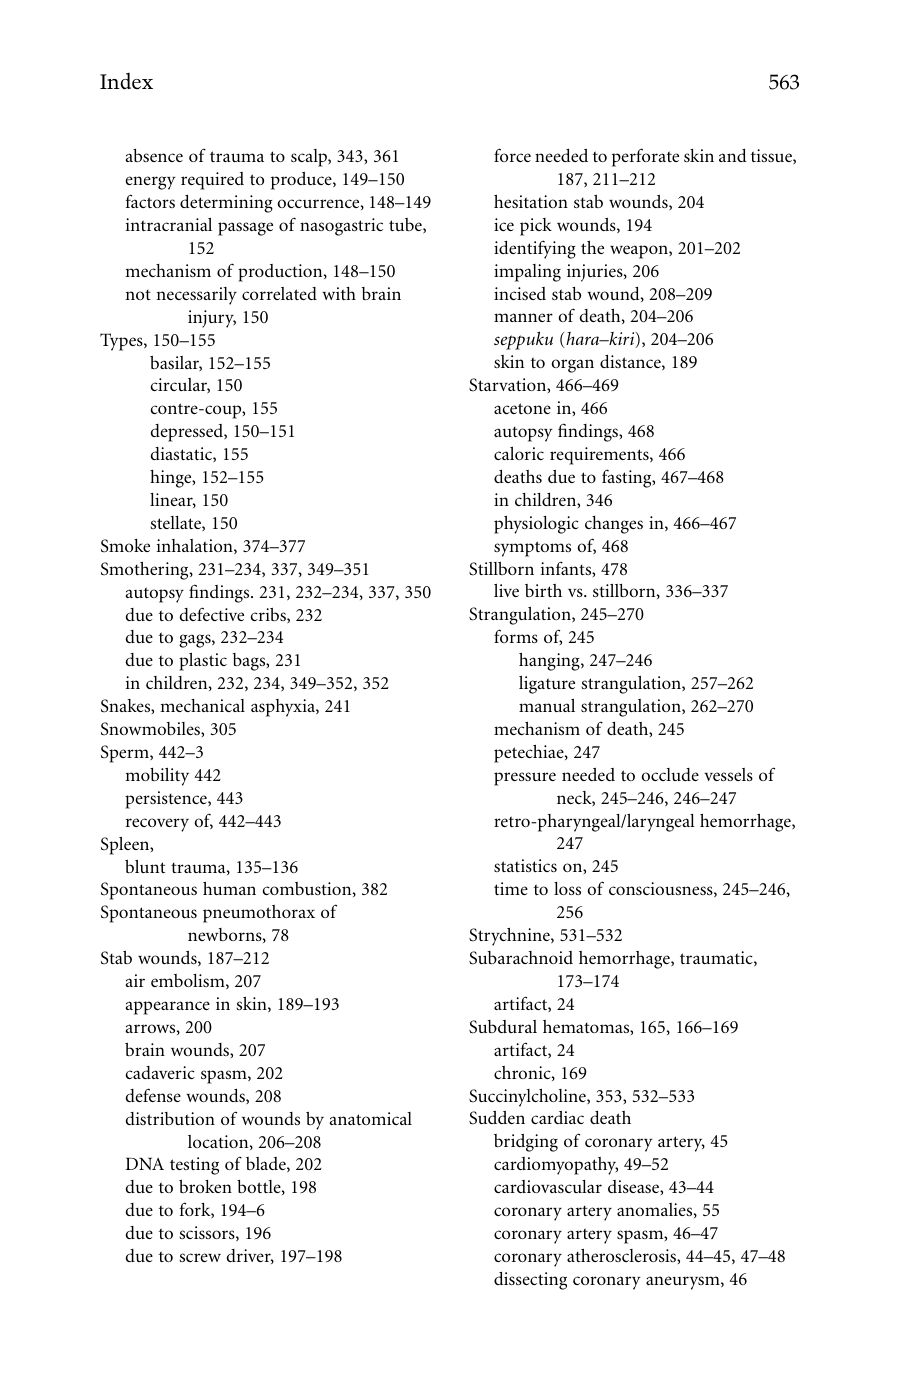 Index
563
absence of trauma to scalp, 343, 361
energy required to produce, 149–150
factors determining occurrence, 148–149
intracranial passage of nasogastric tube,
152
mechanism of production, 148–150
not necessarily correlated with brain
injury, 150
Types, 150–155
basilar, 152–155
circular, 150
contre-coup, 155
depressed, 150–151
diastatic, 155
hinge, 152–155
linear, 150
stellate, 150
Smoke inhalation, 374–377
Smothering, 231–234, 337, 349–351
autopsy findings. 231, 232–234, 337, 350
due to defective cribs, 232
due to gags, 232–234
due to plastic bags, 231
in children, 232, 234, 349–352, 352
Snakes, mechanical asphyxia, 241
Snowmobiles, 305
Sperm, 442–3
mobility 442
persistence, 443
recovery of, 442–443
Spleen,
blunt trauma, 135–136
Spontaneous human combustion, 382
Spontaneous pneumothorax of
newborns, 78
Stab wounds, 187–212
air embolism, 207
appearance in skin, 189–193
arrows, 200
brain wounds, 207
cadaveric spasm, 202
defense wounds, 208
distribution of wounds by anatomical
location, 206–208
DNA testing of blade, 202
due to broken bottle, 198
due to fork, 194–6
due to scissors, 196
due to screw driver, 197–198
force needed to perforate skin and tissue,
187, 211–212
hesitation stab wounds, 204
ice pick wounds, 194
identifying the weapon, 201–202
impaling injuries, 206
incised stab wound, 208–209
manner of death, 204–206
seppuku (hara–kiri), 204–206
skin to organ distance, 189
Starvation, 466–469
acetone in, 466
autopsy findings, 468
caloric requirements, 466
deaths due to fasting, 467–468
in children, 346
physiologic changes in, 466–467
symptoms of, 468
Stillborn infants, 478
live birth vs. stillborn, 336–337
Strangulation, 245–270
forms of, 245
hanging, 247–246
ligature strangulation, 257–262
manual strangulation, 262–270
mechanism of death, 245
petechiae, 247
pressure needed to occlude vessels of
neck, 245–246, 246–247
retro-pharyngeal/laryngeal hemorrhage,
247
statistics on, 245
time to loss of consciousness, 245–246,
256
Strychnine, 531–532
Subarachnoid hemorrhage, traumatic,
173–174
artifact, 24
Subdural hematomas, 165, 166–169
artifact, 24
chronic, 169
Succinylcholine, 353, 532–533
Sudden cardiac death
bridging of coronary artery, 45
cardiomyopathy, 49–52
cardiovascular disease, 43–44
coronary artery anomalies, 55
coronary artery spasm, 46–47
coronary atherosclerosis, 44–45, 47–48
dissecting coronary aneurysm, 46